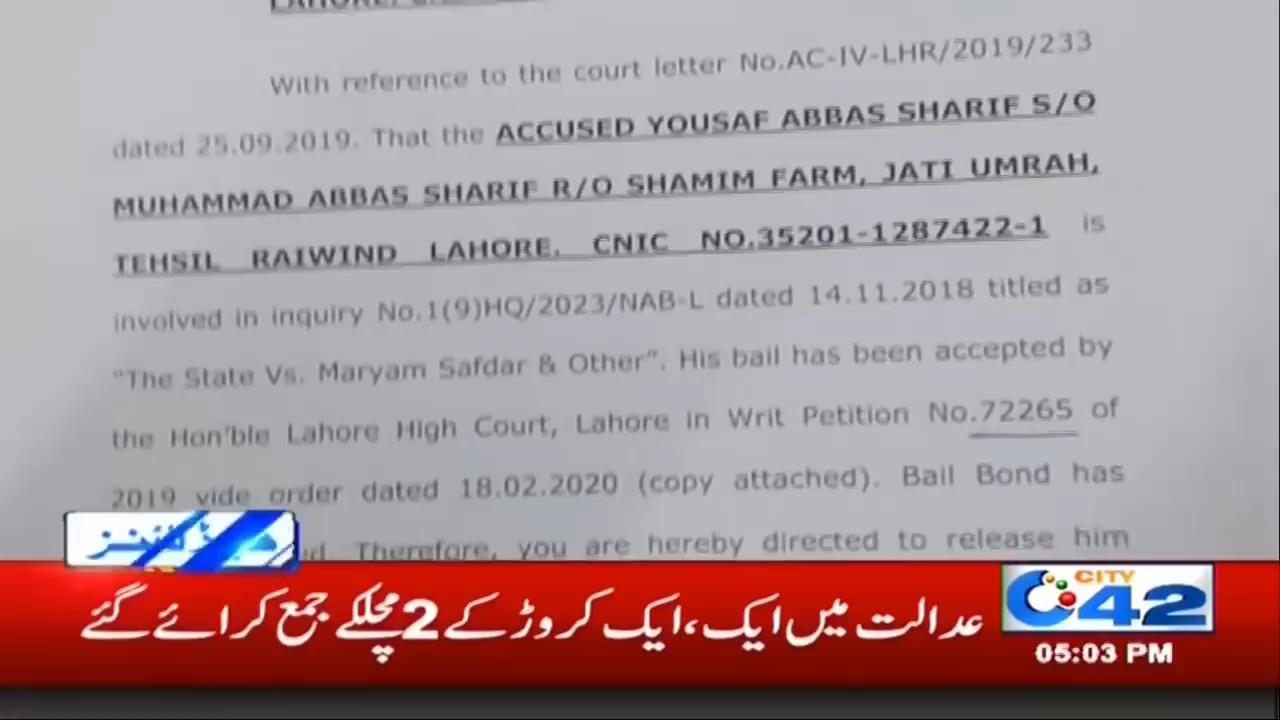 With reference to the court letter No.AC-IV-LHR/2019/233
dated 25.09.2019. That the ACCUSED YOUSAF ABBAS SHARIF S/O
MUHAMMAD ABBAS SHARIF R/O SHAMIM FARM, JATI UMRAH,
TEHSIL RAIWIND LAHORE. CNIC NO.35201-1287422-1 is
involved in inquiry No.1(9)HQ/2023/NAB-L dated 14.11.2018 titled as
"The State Vs. Maryam Safdar & Other". His bail has been accepted by
the Hon'ble Lahore High Court, Lahore in Writ Petition No.72265 of
2019 vide order dated 18.02.2020 (copy attached). Bail Bond has
Therefore, you are hereby directed to release him
ہیڈلائنز
عدالت میں ایک، ایک کروڑ کے 2 مچلکے جمع کرائے گئے
CITY
42
05:03 PM